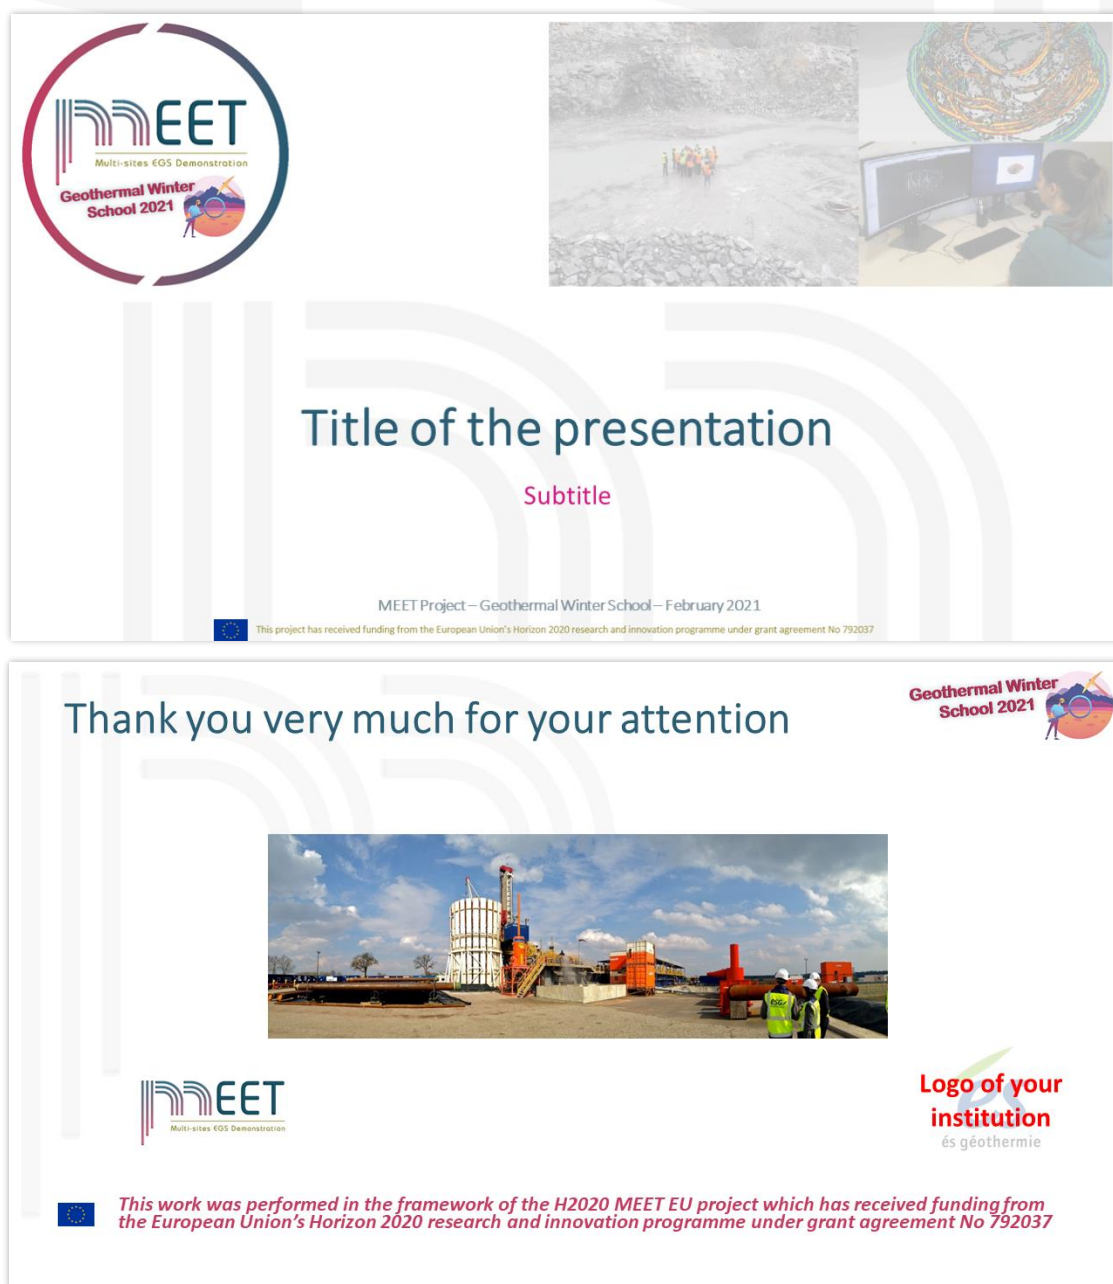 MEET
Multi-sites EGS Demonstration
Geothermal Winter
School 2021
Title of the presentation
Subtitle
MEET Project – Geothermal Winter School – February 2021
This project has received funding from the European Union's Horizon 2020 research and innovation programme under grant agreement No 792037
Thank you very much for your attention
Geothermal Winter
School 2021
ESG
MEET
Multi-sites EGS Demonstration
Logo of your
institution
és géothermie
This work was performed in the framework of the H2020 MEET EU project which has received funding from
the European Union's Horizon 2020 research and innovation programme under grant agreement No 792037